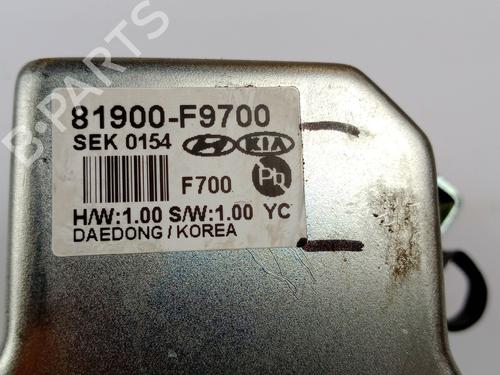 B-PARTS
81900-F9700
SEK 0154 KIA
F700 Pb
H/W:1.00 S/W:1.00 YC
DAEDONG / KOREA